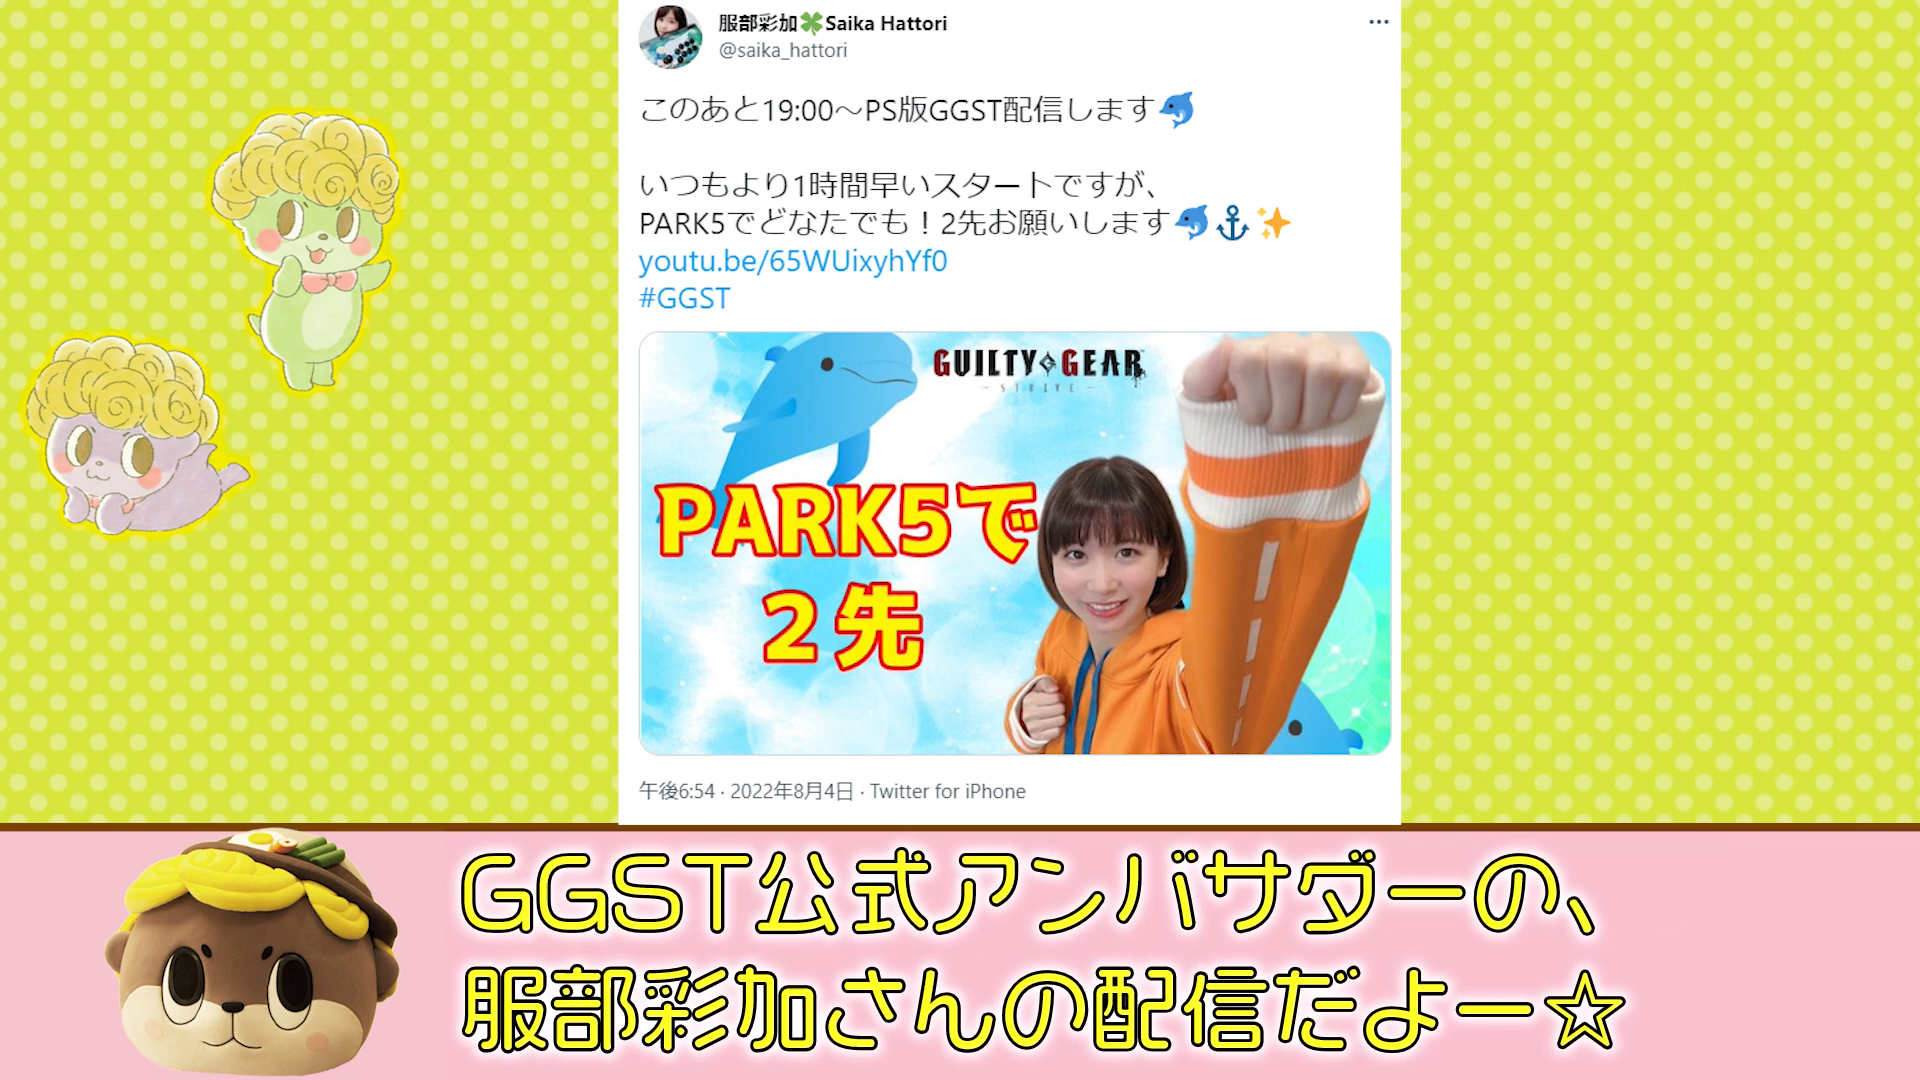 服部彩加🍀Saika Hattori
@saika_hattori
このあと19:00～PS版GGST配信します🐬
いつもより1時間早いスタートですが、
PARK5でどなたでも！2先お願いします🐬⚓✨
youtu.be/65WUixyhYf0
#GGST
GUILTY GEAR
STRIVE
PARK5で
２先
午後6:54 · 2022年8月4日 · Twitter for iPhone
GGST公式アンバサダーの、
服部彩加さんの配信だよー☆